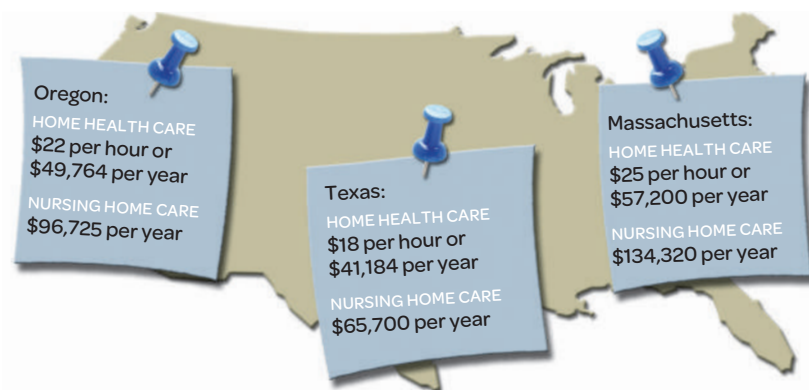 Oregon:
HOME HEALTH CARE
$22 per hour or
$49,764 per year
NURSING HOME CARE
$96,725 per year
Texas:
HOME HEALTH CARE
$18 per hour or
$41,184 per year
NURSING HOME CARE
$65,700 per year
Massachusetts:
HOME HEALTH CARE
$25 per hour or
$57,200 per year
NURSING HOME CARE
$134,320 per year